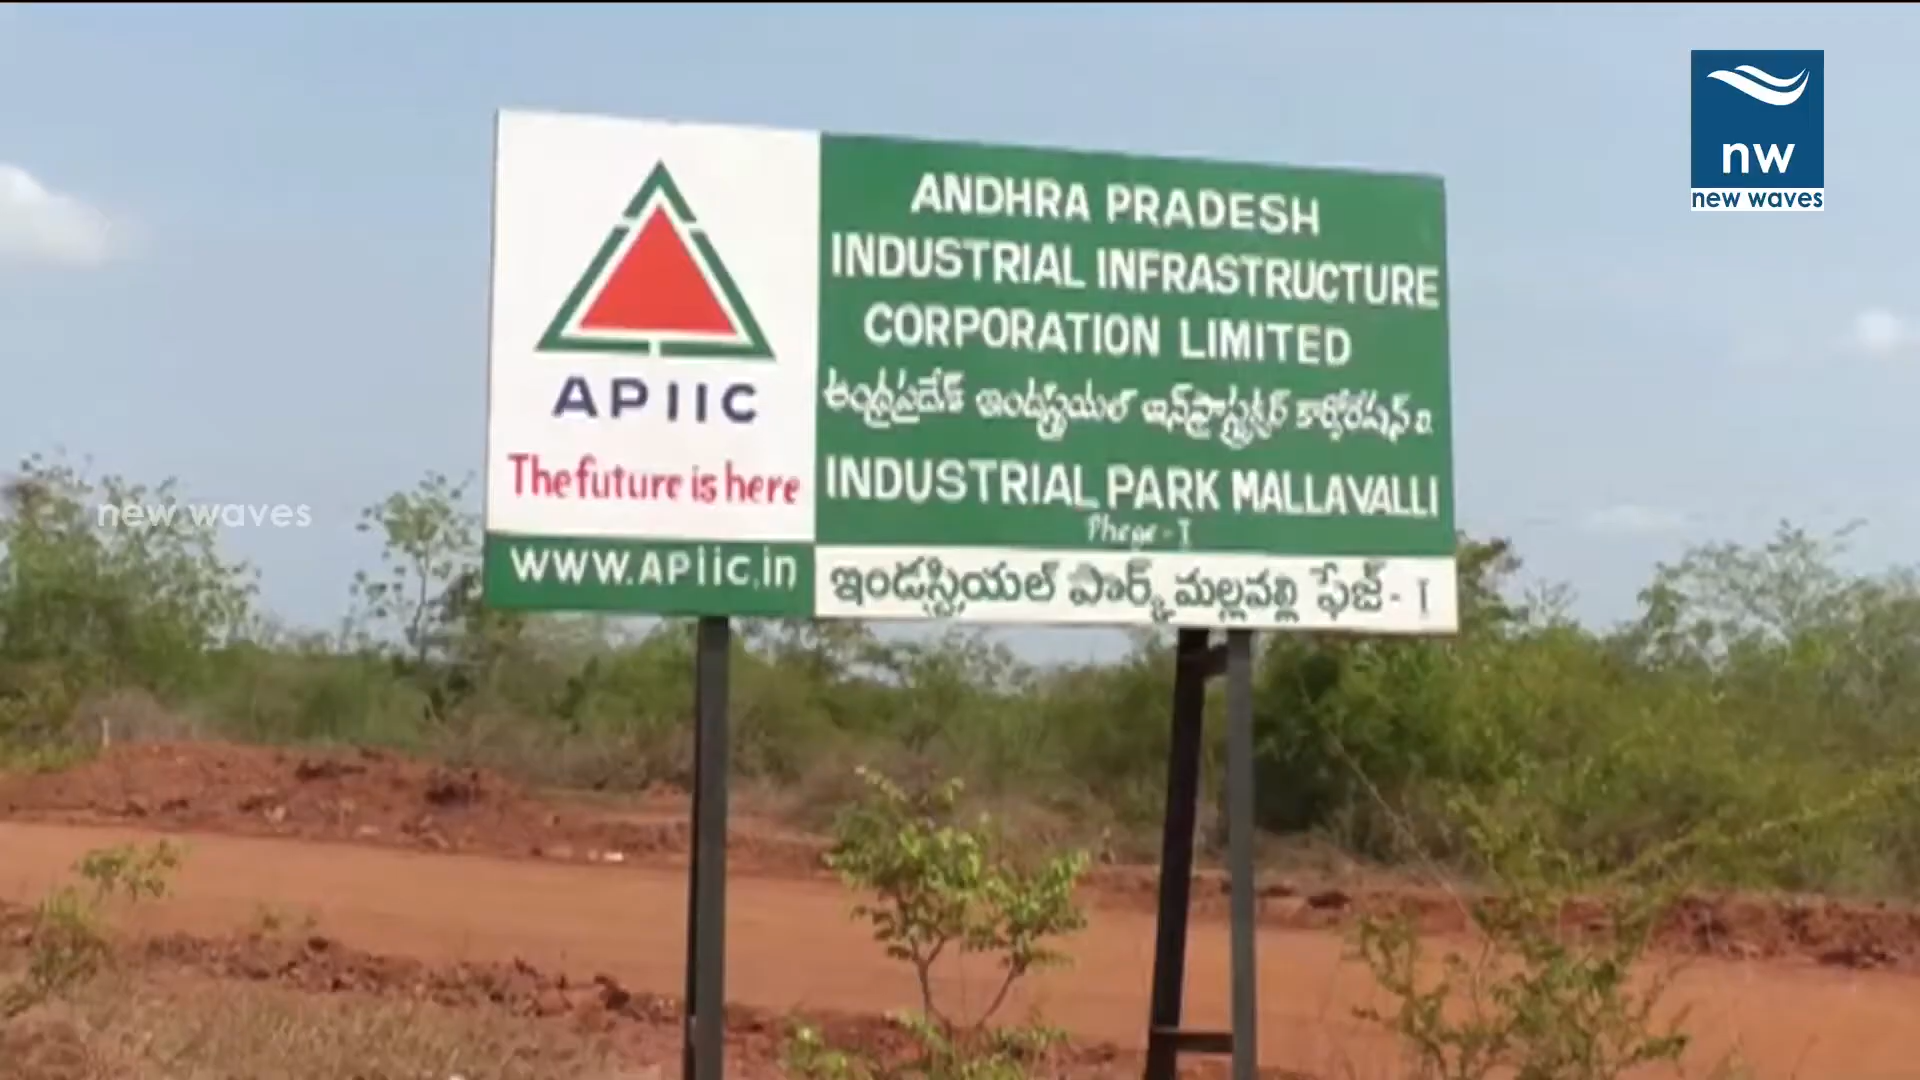 APIIC
The future is here
www.APIIC.in
ANDHRA PRADESH
INDUSTRIAL INFRASTRUCTURE
CORPORATION LIMITED
ఆంధ్రప్రదేశ్ ఇండస్ట్రియల్ ఇన్‌ఫ్రాస్ట్రక్చర్ కార్పోరేషన్ లి.
INDUSTRIAL PARK MALLAVALLI
Phege - I
ఇండస్ట్రియల్ పార్క్ మల్లవల్లి ఫేజ్ - I
nw
new waves
new waves